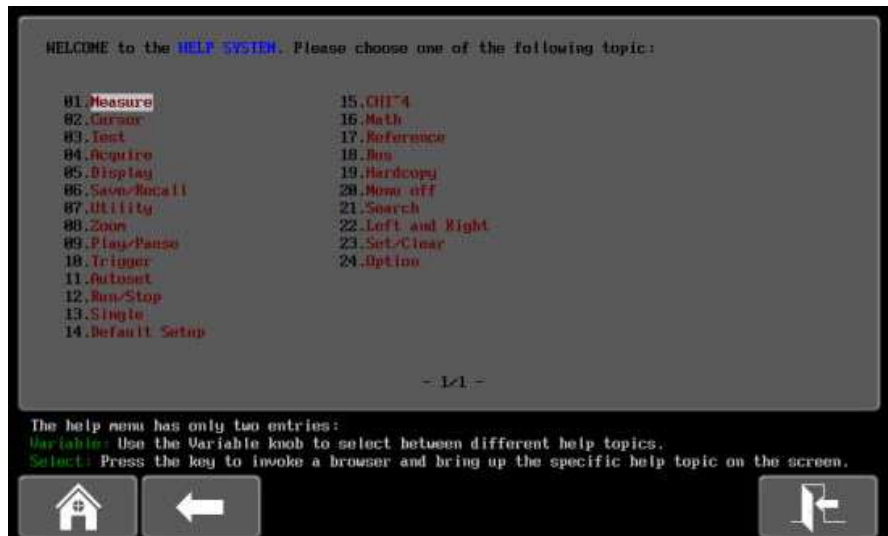 WELCOME to the HELP SYSTEM. Please choose one of the following topic:
01.Measure
02.Cursor
03.Test
04.Acquire
05.Display
06.Save/Recall
07.Utility
08.Zoom
09.Play/Pause
10.Trigger
11.Autoset
12.Run/Stop
13.Single
14.Default Setup
15.CH1~4
16.Math
17.Reference
18.Bus
19.Hardcopy
20.Menu off
21.Search
22.Left and Right
23.Set/Clear
24.Option
- 1/1 -
The help menu has only two entries:
Variable: Use the Variable knob to select between different help topics.
Select: Press the key to invoke a browser and bring up the specific help topic on the screen.